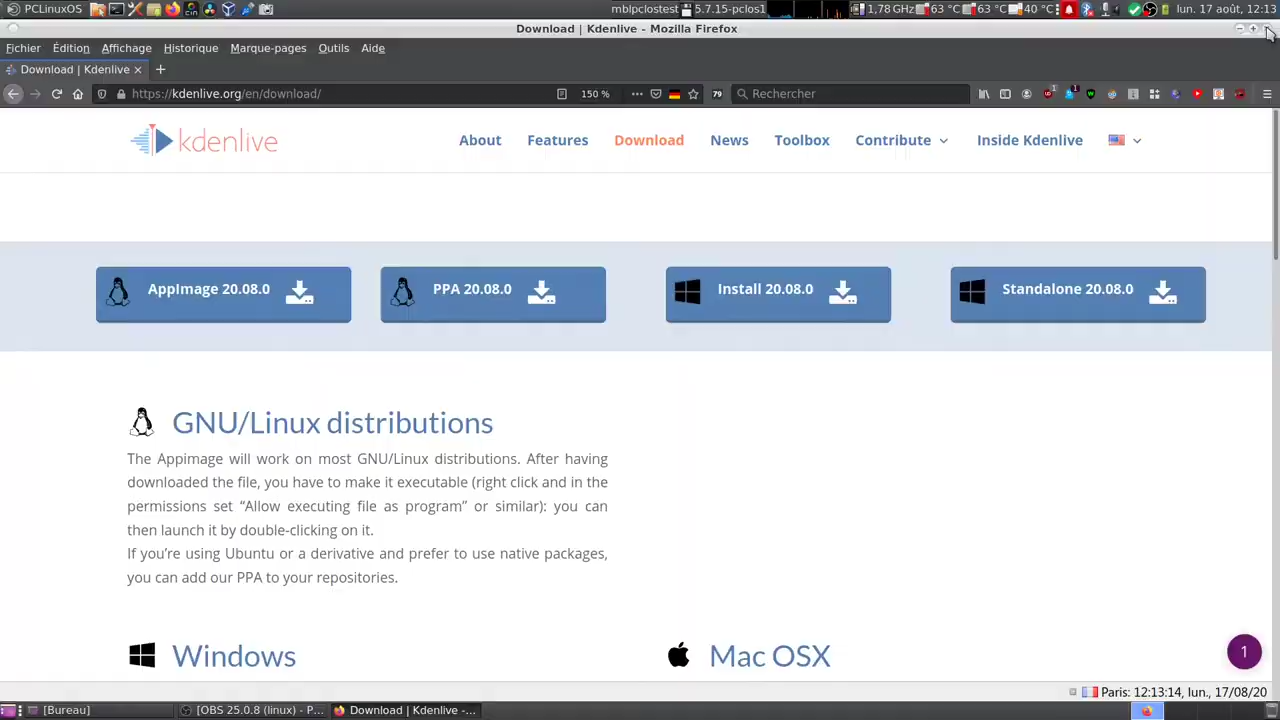 PCLinuxOS mblpclostest 5.7.15-pclos1 1,78 GHz 63 °C 63 °C 40 °C lun. 17 août, 12:13
Download | Kdenlive - Mozilla Firefox
Fichier Édition Affichage Historique Marque-pages Outils Aide
Download | Kdenlive
https://kdenlive.org/en/download/ 150 % 79 Rechercher
kdenlive About Features Download News Toolbox Contribute Inside Kdenlive
AppImage 20.08.0 PPA 20.08.0 Install 20.08.0 Standalone 20.08.0
GNU/Linux distributions
The Appimage will work on most GNU/Linux distributions. After having
downloaded the file, you have to make it executable (right click and in the
permissions set “Allow executing file as program” or similar): you can
then launch it by double-clicking on it.
If you’re using Ubuntu or a derivative and prefer to use native packages,
you can add our PPA to your repositories.
Windows Mac OSX
1
Paris: 12:13:14, lun., 17/08/20
[Bureau] [OBS 25.0.8 (linux) - P... Download | Kdenlive -...